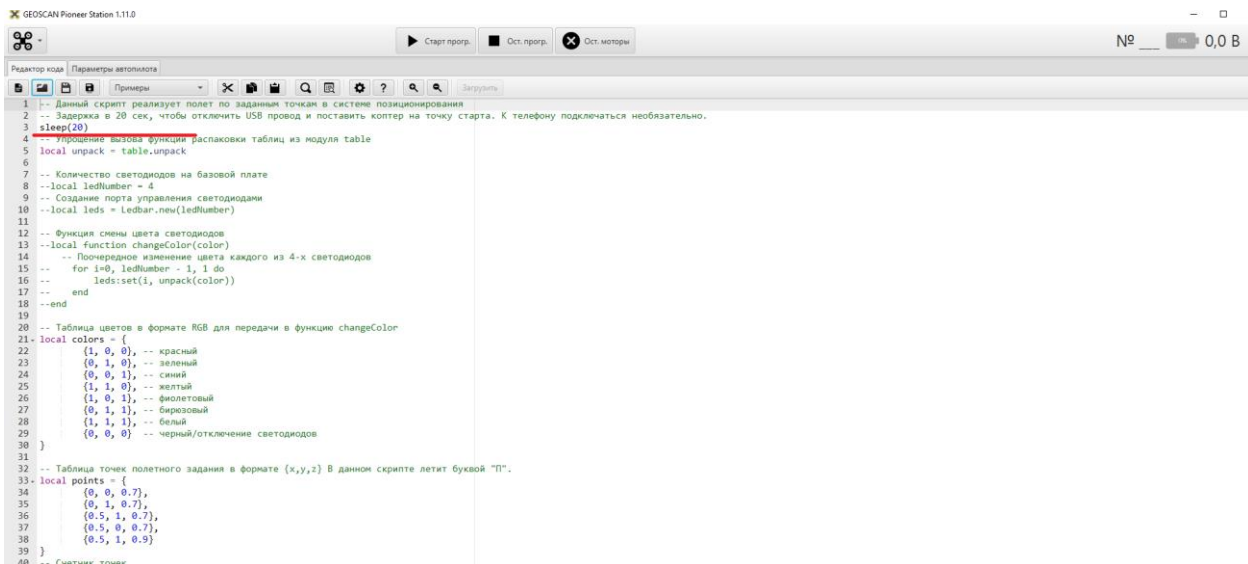 GEOSCAN Pioneer Station 1.11.0
Старт прогр. Ост. прогр. Ост. моторы № __ 0% 0,0 В
Редактор кода Параметры автопилота
Примеры ? Загрузить
1 -- Данный скрипт реализует полет по заданным точкам в системе позиционирования
2 -- Задержка в 20 сек, чтобы отключить USB провод и поставить коптер на точку старта. К телефону подключаться необязательно.
3 sleep(20)
4 -- Упрощение вызова функции распаковки таблиц из модуля table
5 local unpack = table.unpack
6
7 -- Количество светодиодов на базовой плате
8 --local ledNumber = 4
9 -- Создание порта управления светодиодами
10 --local leds = Ledbar.new(ledNumber)
11
12 -- Функция смены цвета светодиодов
13 --local function changeColor(color)
14 -- Поочередное изменение цвета каждого из 4-х светодиодов
15 -- for i=0, ledNumber - 1, 1 do
16 -- leds:set(i, unpack(color))
17 -- end
18 --end
19
20 -- Таблица цветов в формате RGB для передачи в функцию changeColor
21 local colors = {
22 {1, 0, 0}, -- красный
23 {0, 1, 0}, -- зеленый
24 {0, 0, 1}, -- синий
25 {1, 1, 0}, -- желтый
26 {1, 0, 1}, -- фиолетовый
27 {0, 1, 1}, -- бирюзовый
28 {1, 1, 1}, -- белый
29 {0, 0, 0} -- черный/отключение светодиодов
30 }
31
32 -- Таблица точек полетного задания в формате {x,y,z} В данном скрипте летит буквой "П".
33 local points = {
34 {0, 0, 0.7},
35 {0, 1, 0.7},
36 {0.5, 1, 0.7},
37 {0.5, 0, 0.7},
38 {0.5, 1, 0.9}
39 }
40 -- Счетчик точек